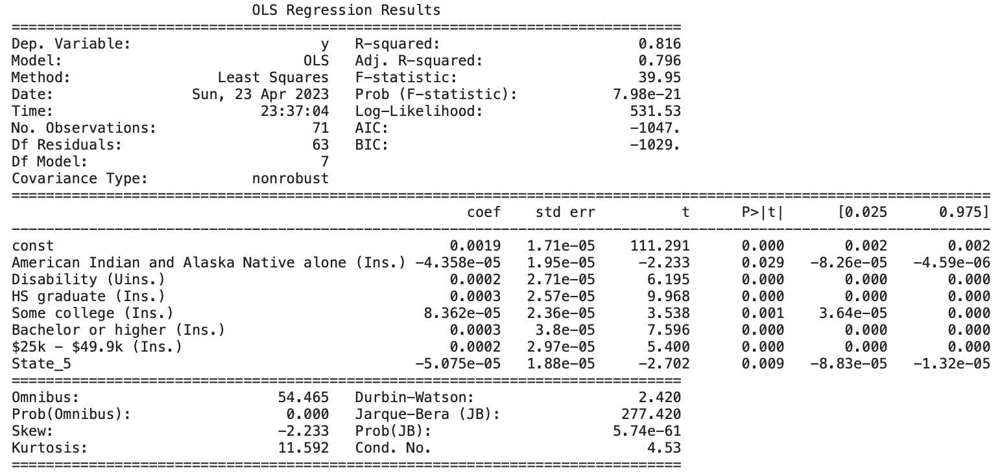 OLS Regression Results
==============================================================================
Dep. Variable:                      y   R-squared:                       0.816
Model:                            OLS   Adj. R-squared:                  0.796
Method:                 Least Squares   F-statistic:                     39.95
Date:                Sun, 23 Apr 2023   Prob (F-statistic):           7.98e-21
Time:                        23:37:04   Log-Likelihood:                 531.53
No. Observations:                  71   AIC:                            -1047.
Df Residuals:                      63   BIC:                            -1029.
Df Model:                           7
Covariance Type:            nonrobust
==================================================================================================================
coef    std err          t      P>|t|      [0.025      0.975]
------------------------------------------------------------------------------------------------------------------
const                                               0.0019   1.71e-05    111.291      0.000       0.002       0.002
American Indian and Alaska Native alone (Ins.) -4.358e-05   1.95e-05     -2.233      0.029   -8.26e-05   -4.59e-06
Disability (Uins.)                                  0.0002   2.71e-05      6.195      0.000       0.000       0.000
HS graduate (Ins.)                                  0.0003   2.57e-05      9.968      0.000       0.000       0.000
Some college (Ins.)                              8.362e-05   2.36e-05      3.538      0.001    3.64e-05       0.000
Bachelor or higher (Ins.)                           0.0003    3.8e-05      7.596      0.000       0.000       0.000
$25k - $49.9k (Ins.)                                0.0002   2.97e-05      5.400      0.000       0.000       0.000
State_5                                         -5.075e-05   1.88e-05     -2.702      0.009   -8.83e-05   -1.32e-05
==============================================================================
Omnibus:                       54.465   Durbin-Watson:                   2.420
Prob(Omnibus):                  0.000   Jarque-Bera (JB):              277.420
Skew:                          -2.233   Prob(JB):                     5.74e-61
Kurtosis:                      11.592   Cond. No.                         4.53
==============================================================================